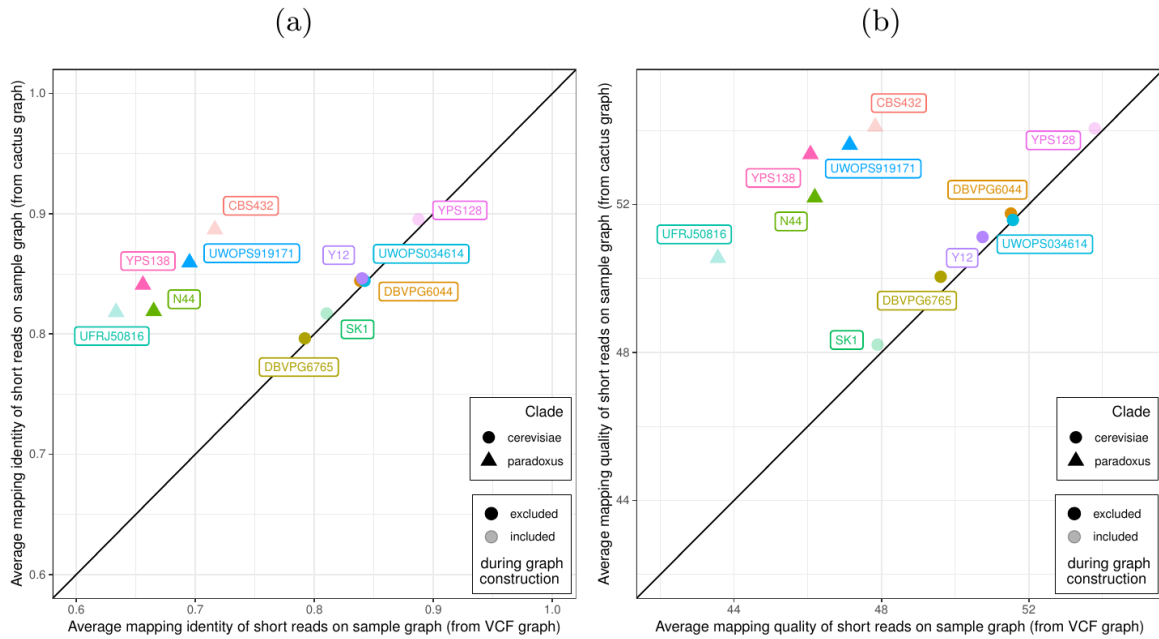 (a)
Average mapping identity of short reads on sample graph (from cactus graph)
1.0
0.9
0.8
0.7
0.6
CBS432
YPS128
YPS138
UWOPS919171
Y12
UWOPS034614
N44
DBVPG6044
UFRJ50816
SK1
DBVPG6765
Clade
cerevisiae
paradoxus
excluded
included
during graph
construction
0.6
0.7
0.8
0.9
1.0
Average mapping identity of short reads on sample graph (from VCF graph)
(b)
Average mapping quality of short reads on sample graph (from cactus graph)
52
48
44
CBS432
YPS128
UWOPS919171
YPS138
DBVPG6044
N44
UFRJ50816
UWOPS034614
Y12
DBVPG6765
SK1
Clade
cerevisiae
paradoxus
excluded
included
during graph
construction
44
48
52
Average mapping quality of short reads on sample graph (from VCF graph)